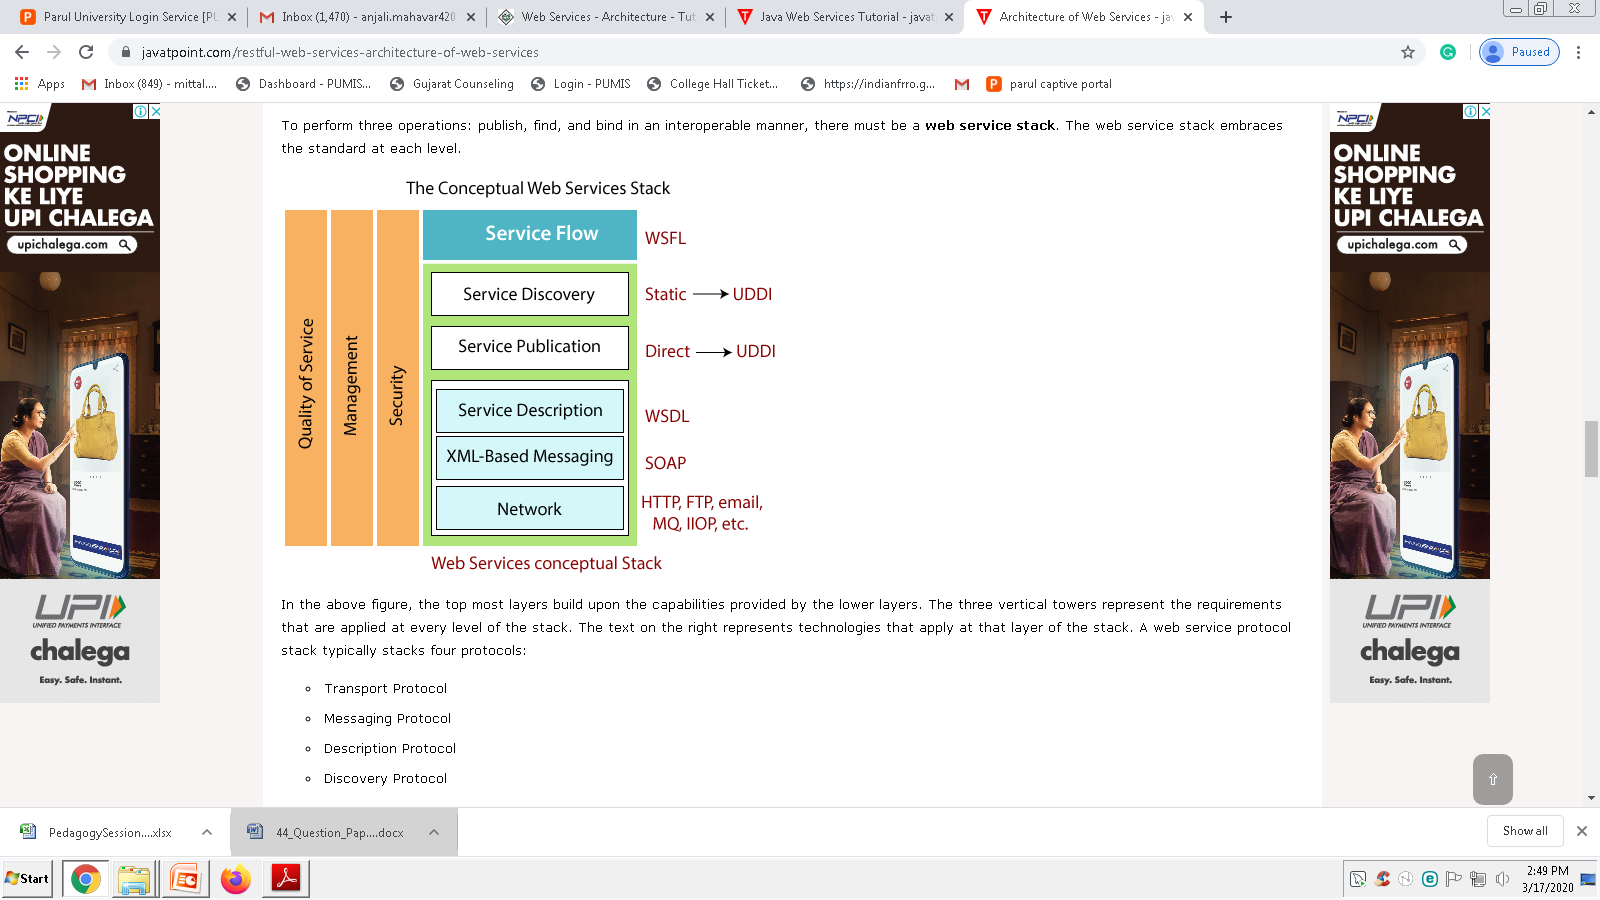 Parul University Login Service [PU
Inbox (1,470) - anjali.mahavar420
Web Services - Architecture - Tut
Java Web Services Tutorial - javat
Architecture of Web Services - jav
javatpoint.com/restful-web-services-architecture-of-web-services
Paused
Apps
Inbox (849) - mittal....
Dashboard - PUMIS...
Gujarat Counseling
Login - PUMIS
College Hall Ticket...
https://indianfrro.g...
parul captive portal
NPCI
ONLINE
SHOPPING
KE LIYE
UPI CHALEGA
upichalega.com
UPI
UNIFIED PAYMENTS INTERFACE
chalega
Easy. Safe. Instant.
To perform three operations: publish, find, and bind in an interoperable manner, there must be a web service stack. The web service stack embraces
the standard at each level.
The Conceptual Web Services Stack
Quality of Service
Management
Security
Service Flow
WSFL
Service Discovery
Static → UDDI
Service Publication
Direct → UDDI
Service Description
WSDL
XML-Based Messaging
SOAP
Network
HTTP, FTP, email,
MQ, IIOP, etc.
Web Services conceptual Stack
In the above figure, the top most layers build upon the capabilities provided by the lower layers. The three vertical towers represent the requirements
that are applied at every level of the stack. The text on the right represents technologies that apply at that layer of the stack. A web service protocol
stack typically stacks four protocols:
Transport Protocol
Messaging Protocol
Description Protocol
Discovery Protocol
NPCI
ONLINE
SHOPPING
KE LIYE
UPI CHALEGA
upichalega.com
UPI
UNIFIED PAYMENTS INTERFACE
chalega
Easy. Safe. Instant.
PedagogySession....xlsx
44_Question_Pap....docx
Show all
Start
2:49 PM
3/17/2020